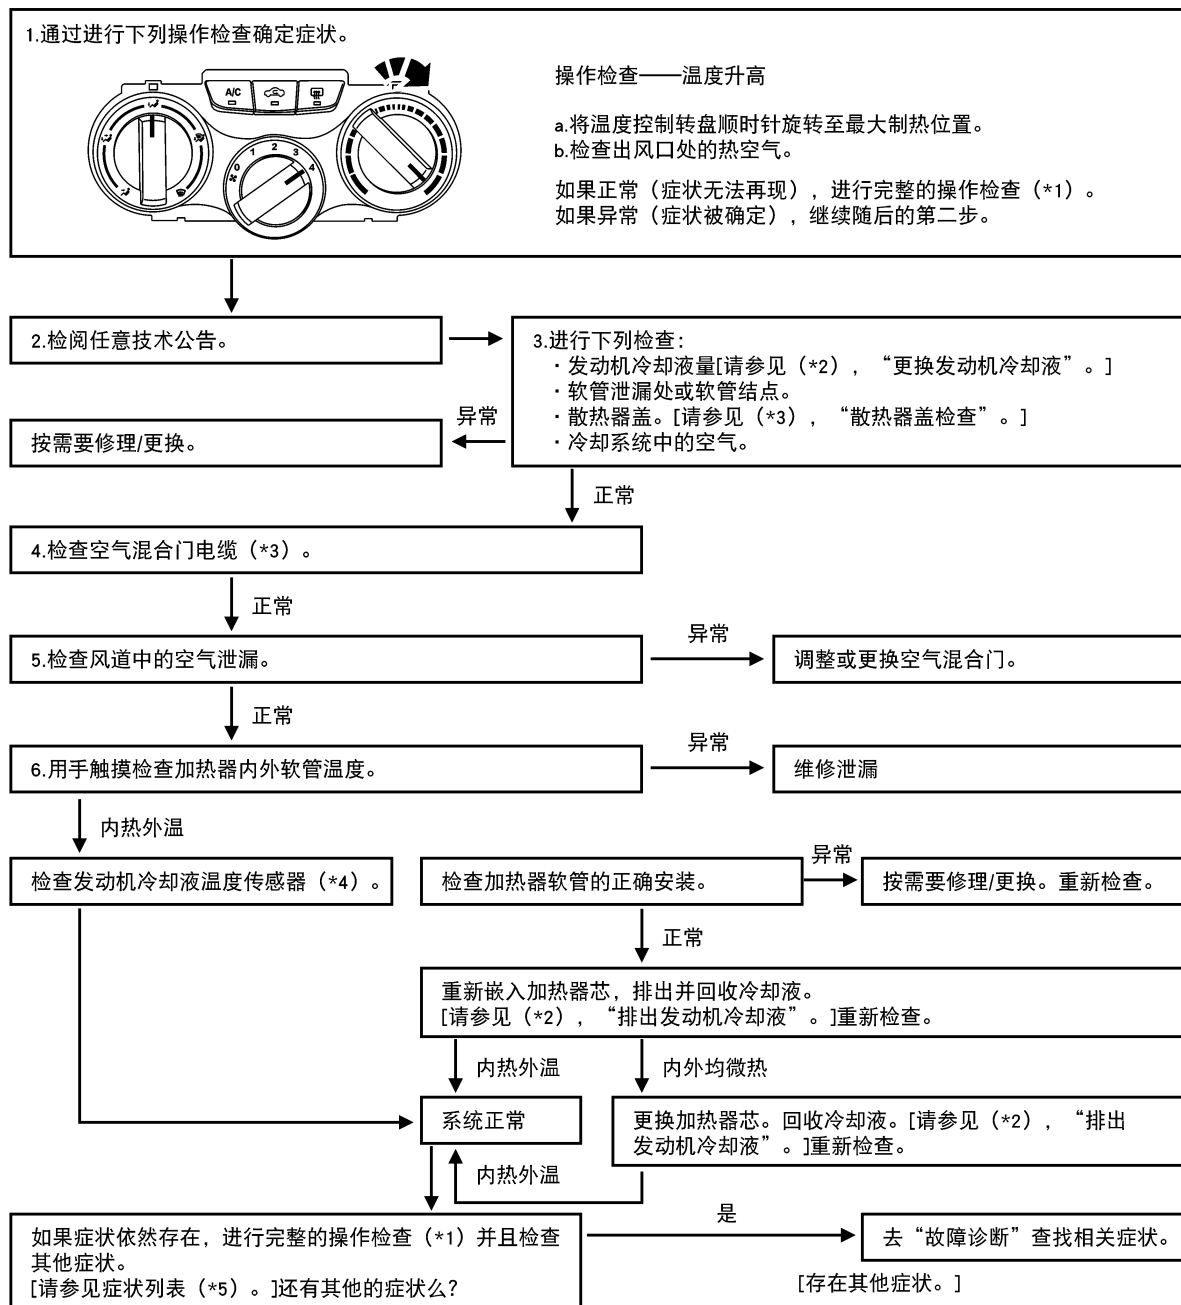 1.通过进行下列操作检查确定症状。
A/C
0
1
2
3
4
操作检查——温度升高
a.将温度控制转盘顺时针旋转至最大制热位置。
b.检查出风口处的热空气。
如果正常（症状无法再现），进行完整的操作检查（*1）。
如果异常（症状被确定），继续随后的第二步。
2.检阅任意技术公告。
3.进行下列检查：
·发动机冷却液量[请参见（*2），“更换发动机冷却液”。]
·软管泄漏处或软管结点。
·散热器盖。[请参见（*3），“散热器盖检查”。]
·冷却系统中的空气。
异常
按需要修理/更换。
正常
4.检查空气混合门电缆（*3）。
正常
5.检查风道中的空气泄漏。
异常
调整或更换空气混合门。
正常
6.用手触摸检查加热器内外软管温度。
异常
维修泄漏
内热外温
检查发动机冷却液温度传感器（*4）。
检查加热器软管的正确安装。
异常
按需要修理/更换。重新检查。
正常
重新嵌入加热器芯，排出并回收冷却液。
[请参见（*2），“排出发动机冷却液”。]重新检查。
内热外温
内外均微热
系统正常
更换加热器芯。回收冷却液。[请参见（*2），“排出
发动机冷却液”。]重新检查。
内热外温
如果症状依然存在，进行完整的操作检查（*1）并且检查
其他症状。
[请参见症状列表（*5）。]还有其他的症状么？
是
去“故障诊断”查找相关症状。
[存在其他症状。]